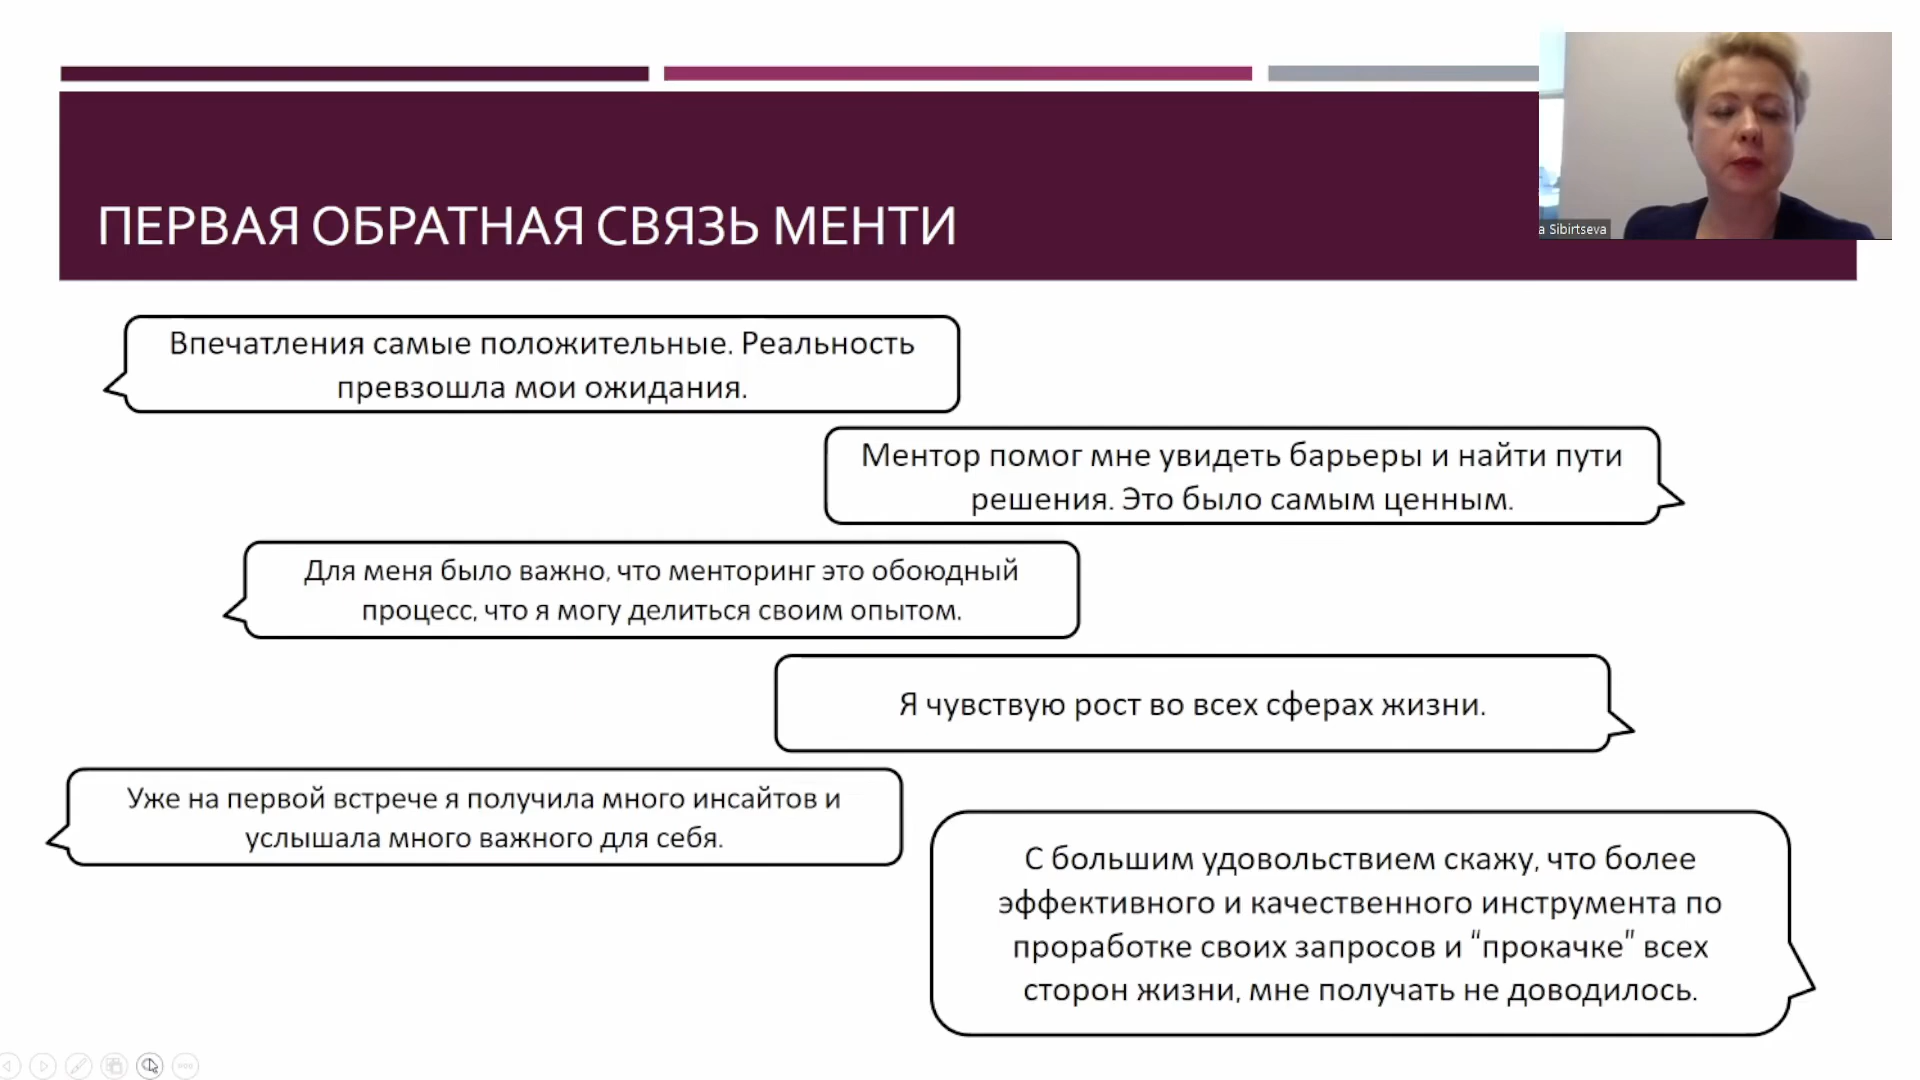 ПЕРВАЯ ОБРАТНАЯ СВЯЗЬ МЕНТИ
a Sibirtseva
Впечатления самые положительные. Реальность
превзошла мои ожидания.
Ментор помог мне увидеть барьеры и найти пути
решения. Это было самым ценным.
Для меня было важно, что менторинг это обоюдный
процесс, что я могу делиться своим опытом.
Я чувствую рост во всех сферах жизни.
Уже на первой встрече я получила много инсайтов и
услышала много важного для себя.
С большим удовольствием скажу, что более
эффективного и качественного инструмента по
проработке своих запросов и “прокачке” всех
сторон жизни, мне получать не доводилось.